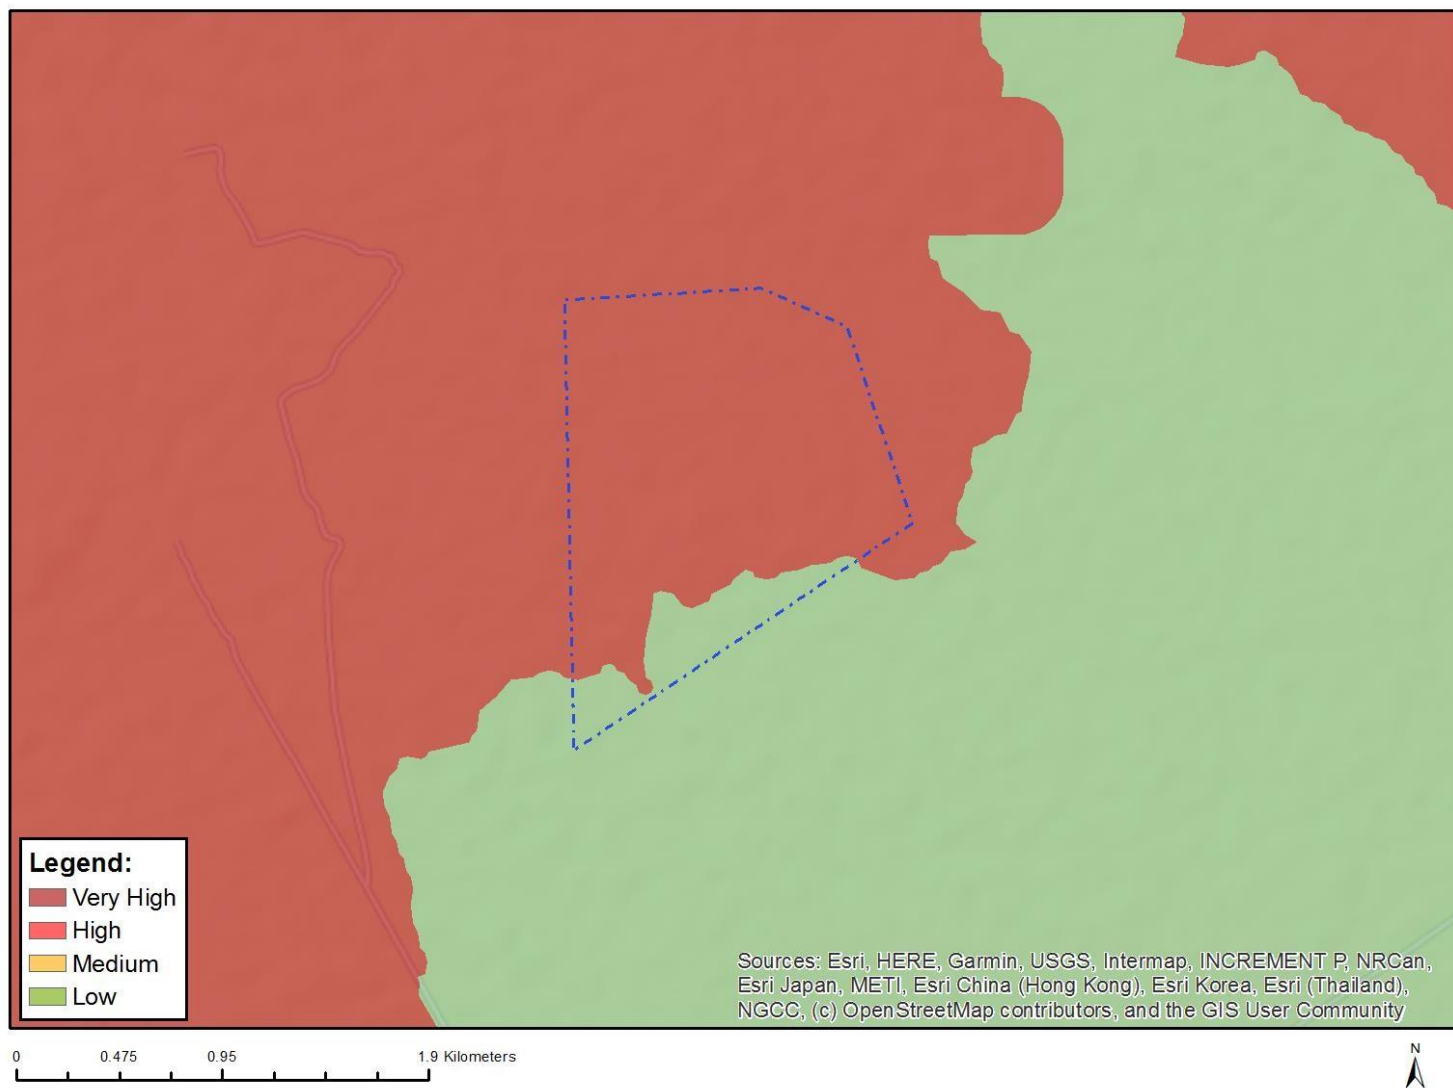 Legend:
Very High
High
Medium
Low
Sources: Esri, HERE, Garmin, USGS, Intermap, INCREMENT P, NRCan,
Esri Japan, METI, Esri China (Hong Kong), Esri Korea, Esri (Thailand),
NGCC, (c) OpenStreetMap contributors, and the GIS User Community
0 0.475 0.95 1.9 Kilometers
N